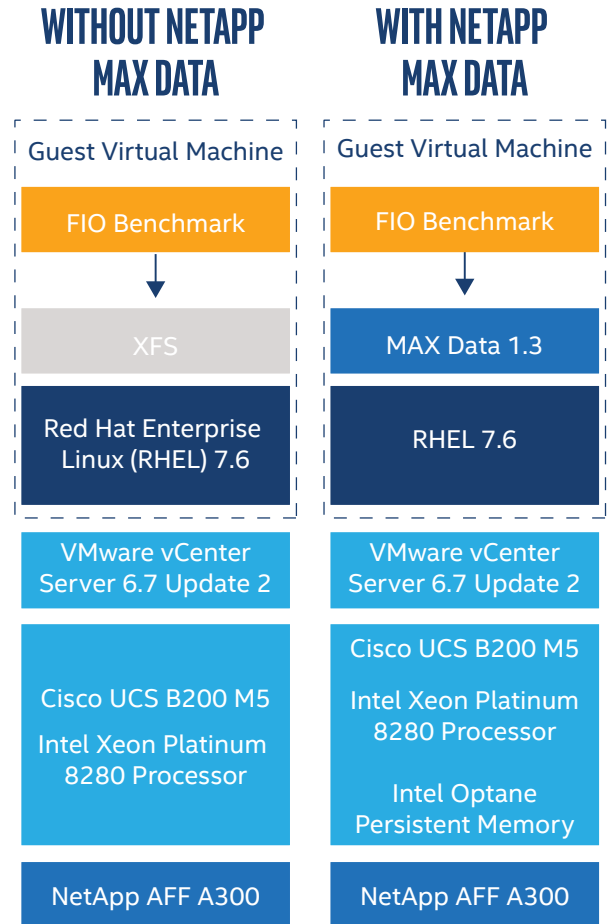 WITHOUT NETAPP
MAX DATA
Guest Virtual Machine
FIO Benchmark
XFS
Red Hat Enterprise
Linux (RHEL) 7.6
VMware vCenter
Server 6.7 Update 2
Cisco UCS B200 M5
Intel Xeon Platinum
8280 Processor
NetApp AFF A300
WITH NETAPP
MAX DATA
Guest Virtual Machine
FIO Benchmark
MAX Data 1.3
RHEL 7.6
VMware vCenter
Server 6.7 Update 2
Cisco UCS B200 M5
Intel Xeon Platinum
8280 Processor
Intel Optane
Persistent Memory
NetApp AFF A300